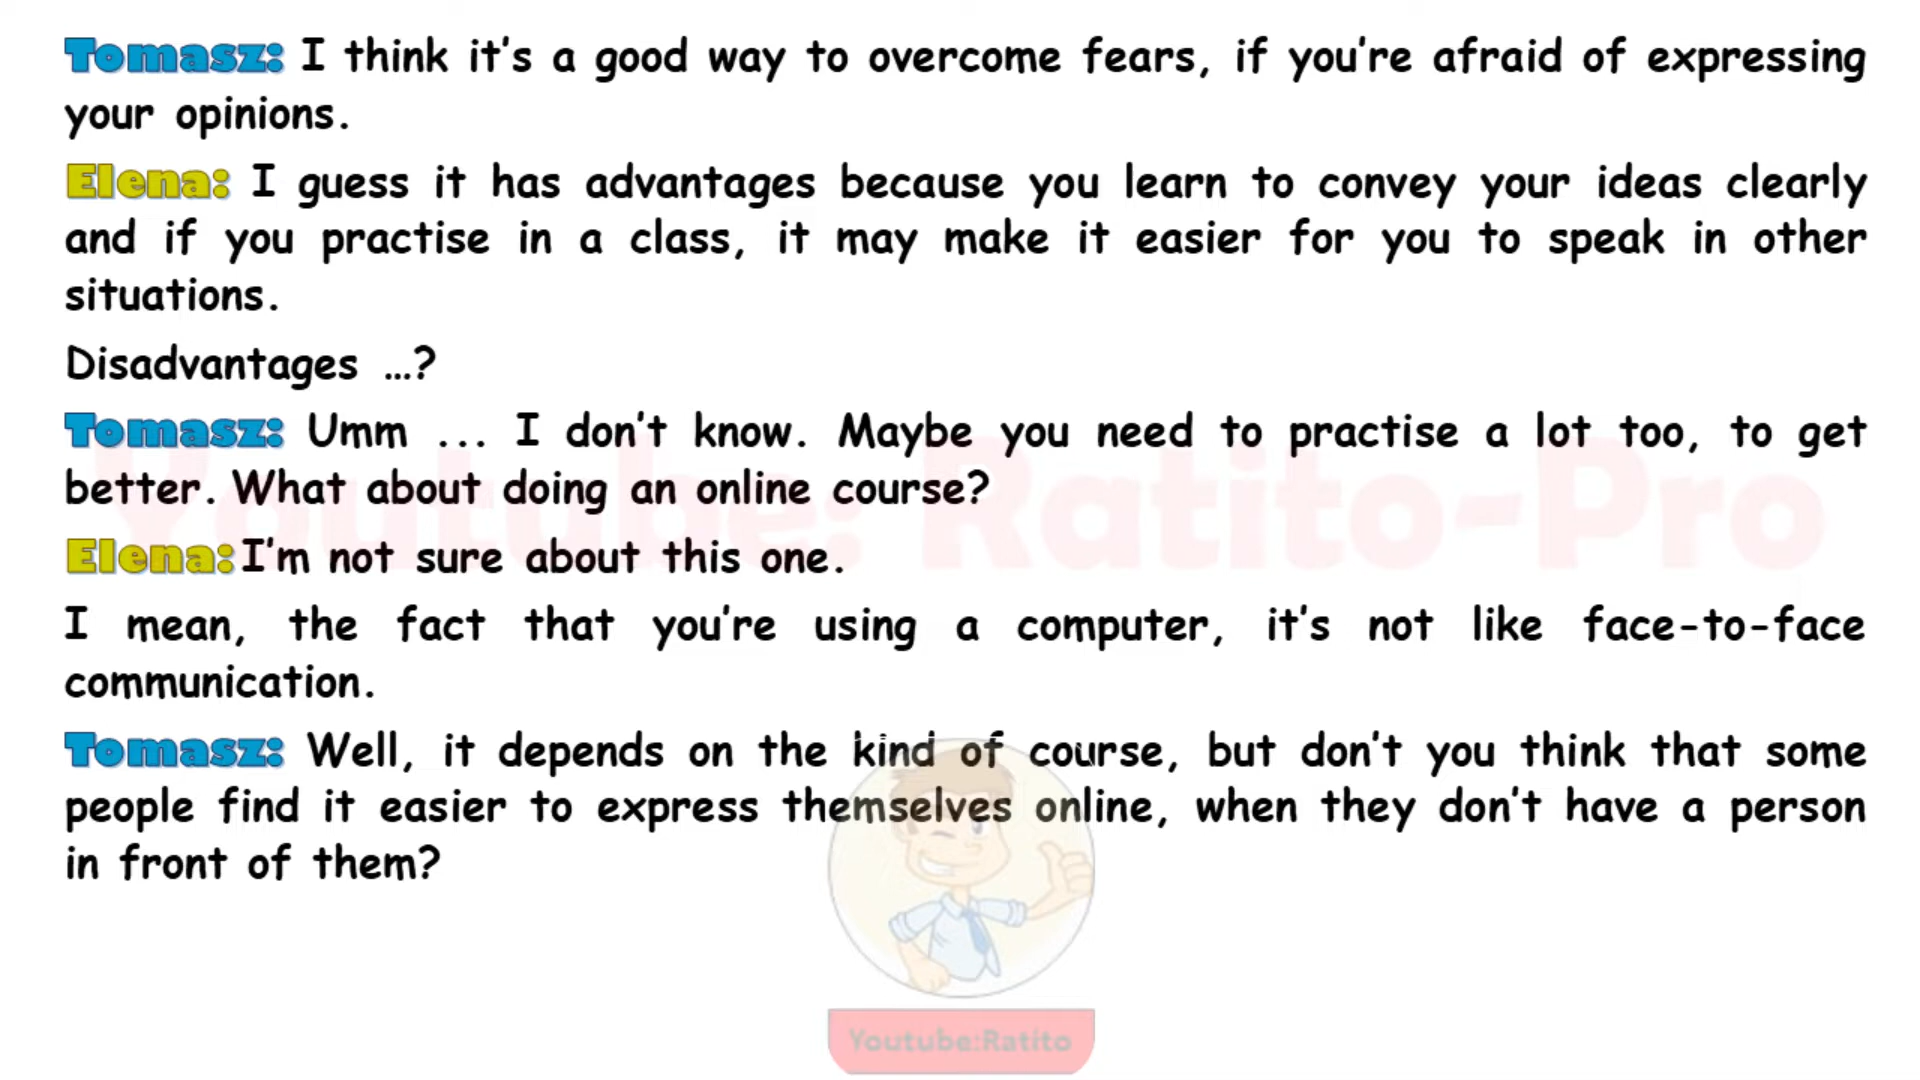 Tomasz: I think it's a good way to overcome fears, if you're afraid of expressing
your opinions.
Elena: I guess it has advantages because you learn to convey your ideas clearly
and if you practise in a class, it may make it easier for you to speak in other
situations.
Disadvantages ...?
Tomasz: Umm ... I don't know. Maybe you need to practise a lot too, to get
better. What about doing an online course?
Youtube: Ratito-Pro
Elena: I'm not sure about this one.
I mean, the fact that you're using a computer, it's not like face-to-face
communication.
Tomasz: Well, it depends on the kind of course, but don't you think that some
people find it easier to express themselves online, when they don't have a person
in front of them?
Youtube:Ratito